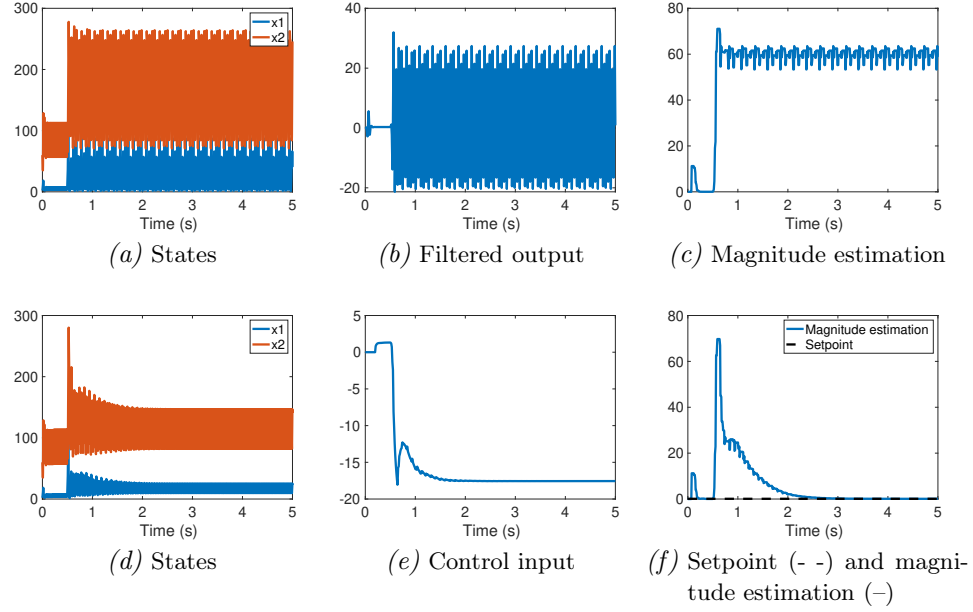 300
200
100
0
0 1 2 3 4 5
Time (s)
x1
x2
(a) States
40
20
0
-20
0 1 2 3 4 5
Time (s)
(b) Filtered output
80
60
40
20
0
0 1 2 3 4 5
Time (s)
(c) Magnitude estimation
300
200
100
0
0 1 2 3 4 5
Time (s)
x1
x2
(d) States
5
0
-5
-10
-15
-20
0 1 2 3 4 5
Time (s)
(e) Control input
80
60
40
20
0
0 1 2 3 4 5
Time (s)
Magnitude estimation
Setpoint
(f) Setpoint (- -) and magni-
tude estimation (–)